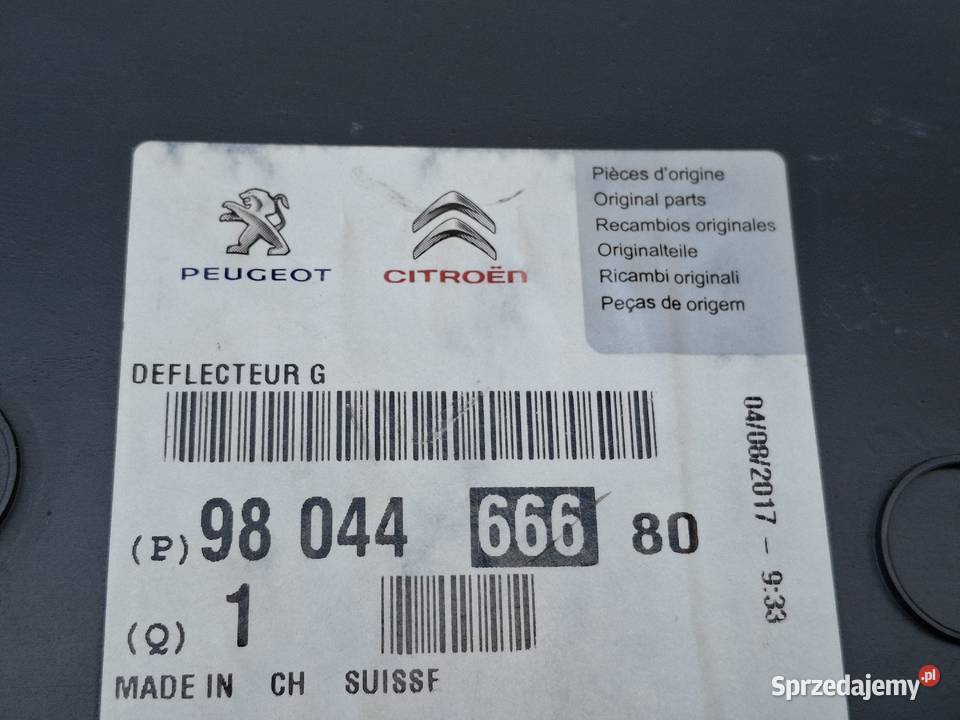 PEUGEOT
CITROËN
Pièces d'origine
Original parts
Recambios originales
Originalteile
Ricambi originali
Peças de origem
DEFLECTEUR G
(P) 98 044 666 80
(Q) 1
MADE IN CH SUISSE
04/08/2017 - 9:33
Sprzedajemy.pl